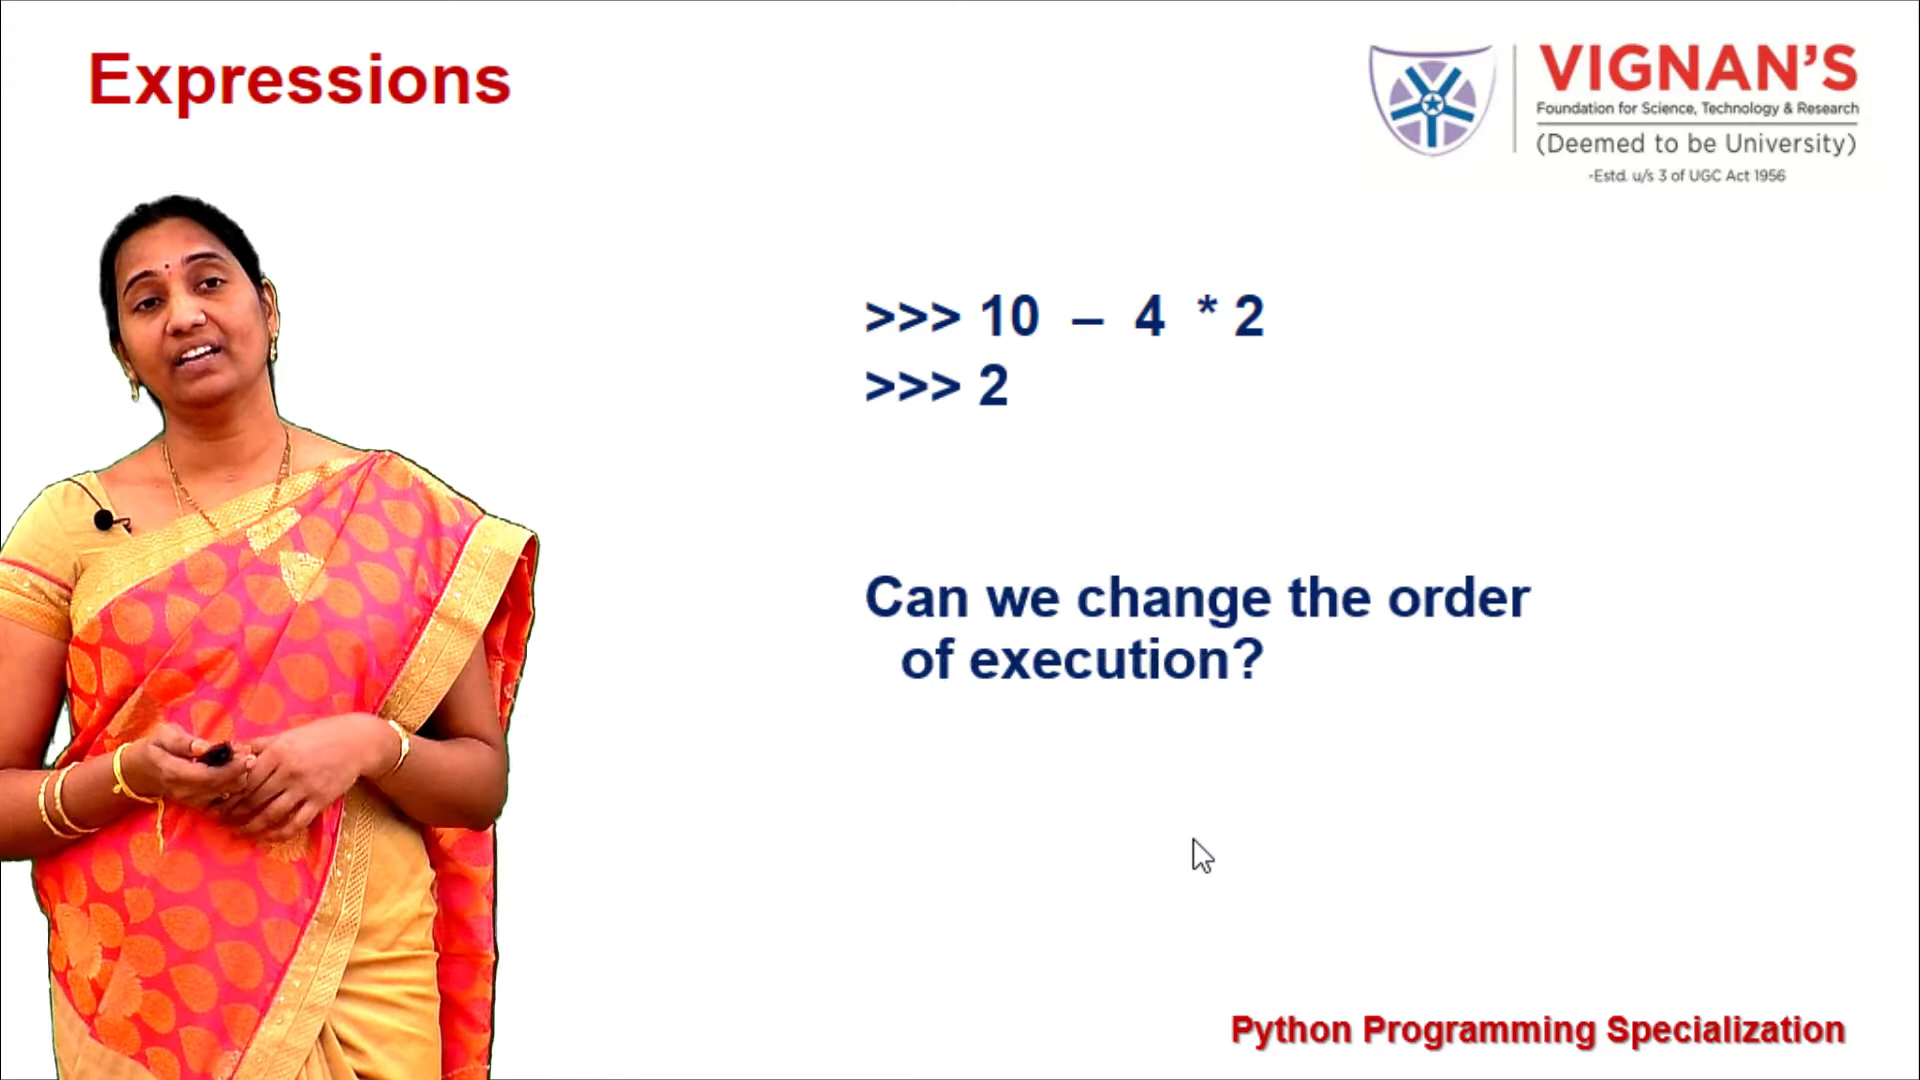 Expressions
VIGNAN'S
Foundation for Science, Technology & Research
(Deemed to be University)
-Estd. u/s 3 of UGC Act 1956
>>> 10 – 4 * 2
>>> 2
Can we change the order
of execution?
Python Programming Specialization